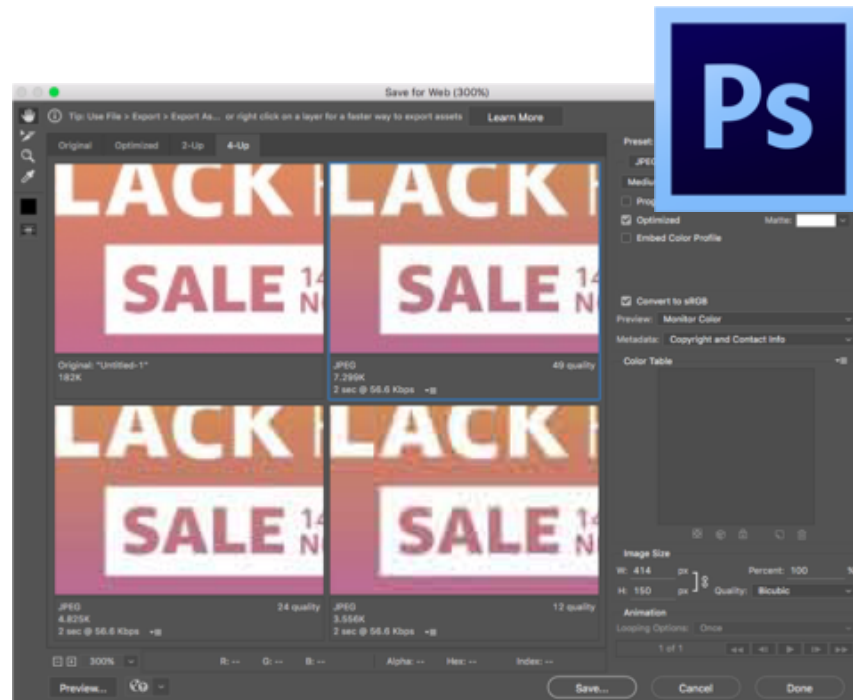 Ps
Save for Web (300%)
Tip: Use File > Export > Export As... or right click on a layer for a faster way to export assets
Learn More
Original Optimized 2-Up 4-Up
Preset:
JPEG
Optimized
Matte:
Embed Color Profile
Convert to sRGB
Preview: Monitor Color
Metadata: Copyright and Contact Info
Color Table
LACK
SALE
Original: "Untitled-1"
182K
LACK
SALE
JPEG 49 quality
7.299K
2 sec @ 56.6 Kbps
LACK
SALE
JPEG 24 quality
4.825K
2 sec @ 56.6 Kbps
LACK
SALE
JPEG 12 quality
3.556K
2 sec @ 56.6 Kbps
Image Size
W: 414 px Percent: 100 %
H: 150 px Quality: Bicubic
Animation
Looping Options: Once
1 of 1
300% R: -- G: -- B: -- Alpha: -- Hex: -- Index: --
Preview... Save... Cancel Done